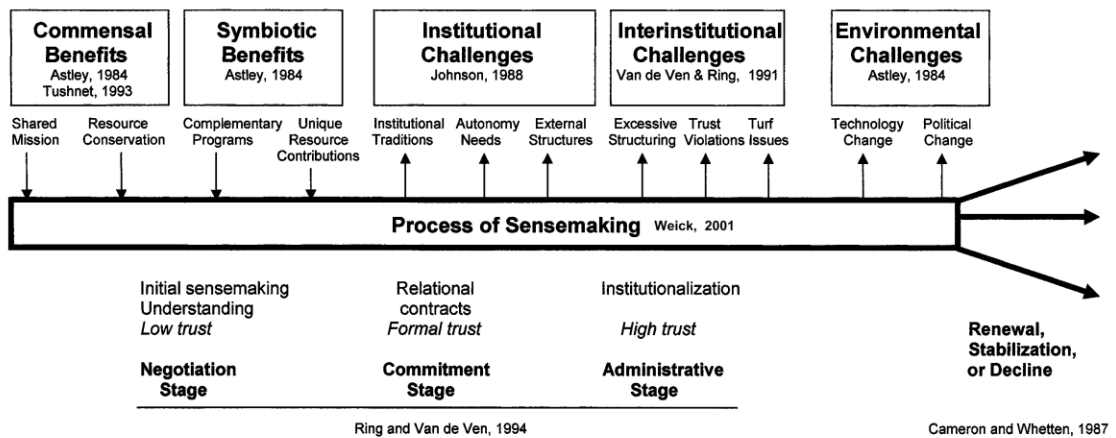 Commensal
Benefits
Astley, 1984
Tushnet, 1993
Symbiotic
Benefits
Astley, 1984
Institutional
Challenges
Johnson, 1988
Interinstitutional
Challenges
Van de Ven & Ring, 1991
Environmental
Challenges
Astley, 1984
Shared
Mission
Resource
Conservation
Complementary
Programs
Unique
Resource
Contributions
Institutional
Traditions
Autonomy
Needs
External
Structures
Excessive
Structuring
Trust
Violations
Turf
Issues
Technology
Change
Political
Change
Process of Sensemaking Weick, 2001
Initial sensemaking
Understanding
Low trust
Relational
contracts
Formal trust
Institutionalization
High trust
Negotiation
Stage
Commitment
Stage
Administrative
Stage
Renewal,
Stabilization,
or Decline
Ring and Van de Ven, 1994
Cameron and Whetten, 1987